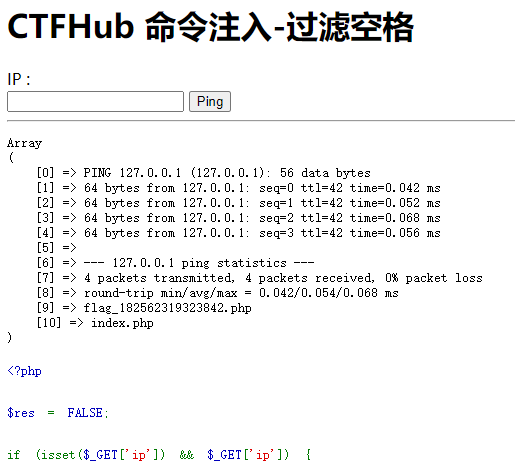 CTFHub 命令注入-过滤空格
IP :
Ping
Array
(
    [0] => PING 127.0.0.1 (127.0.0.1): 56 data bytes
    [1] => 64 bytes from 127.0.0.1: seq=0 ttl=42 time=0.042 ms
    [2] => 64 bytes from 127.0.0.1: seq=1 ttl=42 time=0.052 ms
    [3] => 64 bytes from 127.0.0.1: seq=2 ttl=42 time=0.068 ms
    [4] => 64 bytes from 127.0.0.1: seq=3 ttl=42 time=0.056 ms
    [5] =>
    [6] => --- 127.0.0.1 ping statistics ---
    [7] => 4 packets transmitted, 4 packets received, 0% packet loss
    [8] => round-trip min/avg/max = 0.042/0.054/0.068 ms
    [9] => flag_182562319323842.php
    [10] => index.php
)
<?php
$res = FALSE;
if (isset($_GET['ip']) && $_GET['ip']) {